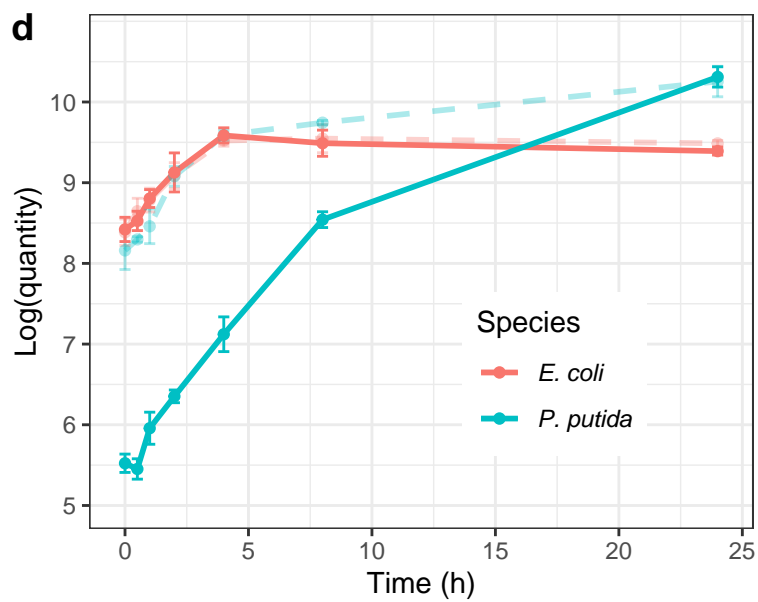 d
Log(quantity)
10
9
8
7
6
5
Species
E. coli
P. putida
0 5 10 15 20 25
Time (h)